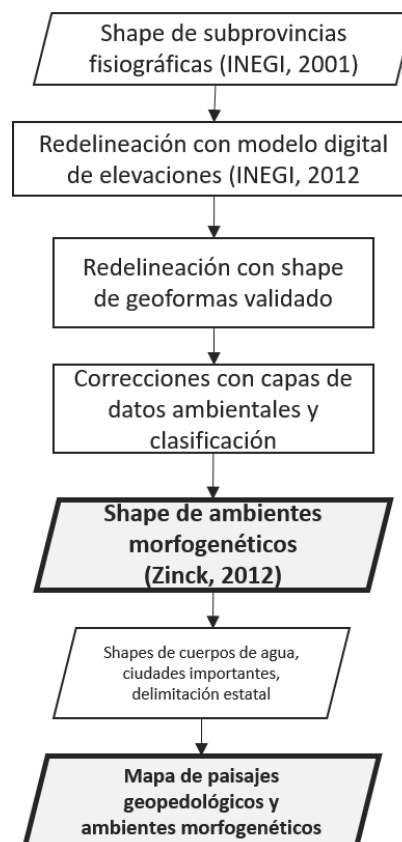 Shape de subprovincias
fisiográficas (INEGI, 2001)
Redelineación con modelo digital
de elevaciones (INEGI, 2012
Redelineación con shape
de geoformas validado
Correcciones con capas de
datos ambientales y
clasificación
Shape de ambientes
morfogenéticos
(Zinck, 2012)
Shapes de cuerpos de agua,
ciudades importantes,
delimitación estatal
Mapa de paisajes
geopedológicos y
ambientes morfogenéticos